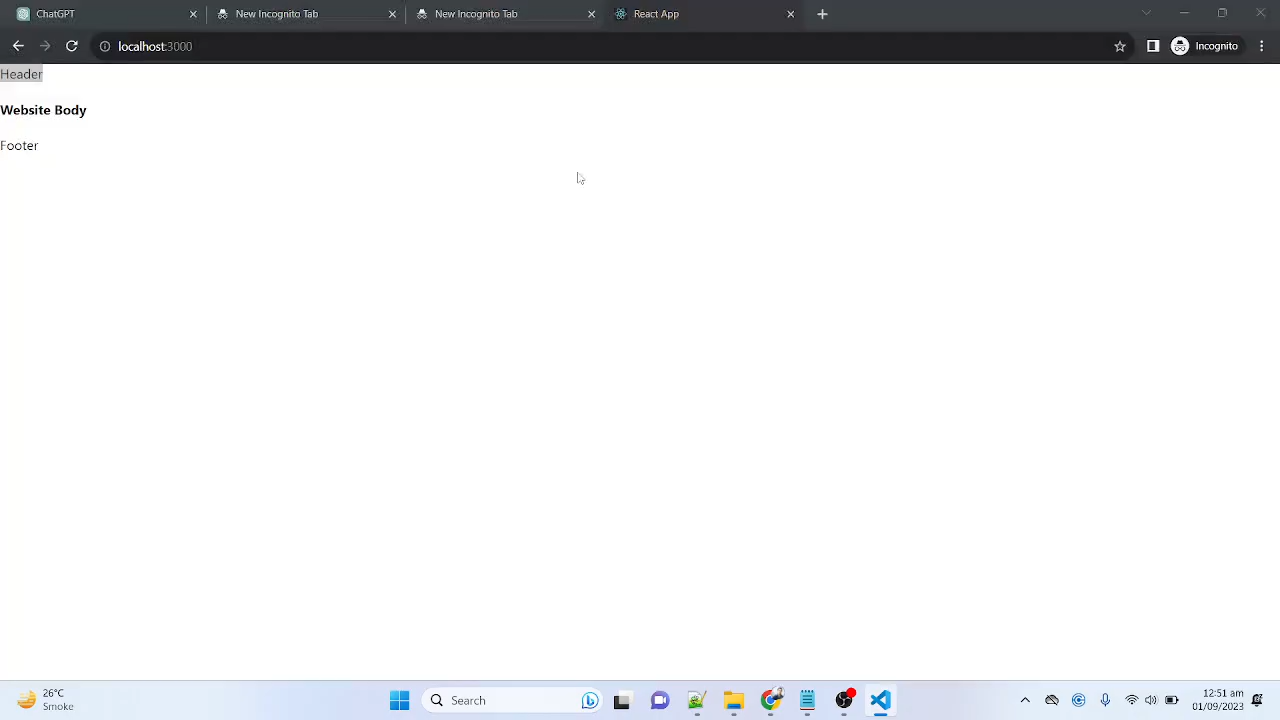 ChatGPT
New Incognito Tab
New Incognito Tab
React App
localhost:3000
Incognito
Header
Website Body
Footer
26°C
Smoke
Search
12:51 am
01/09/2023